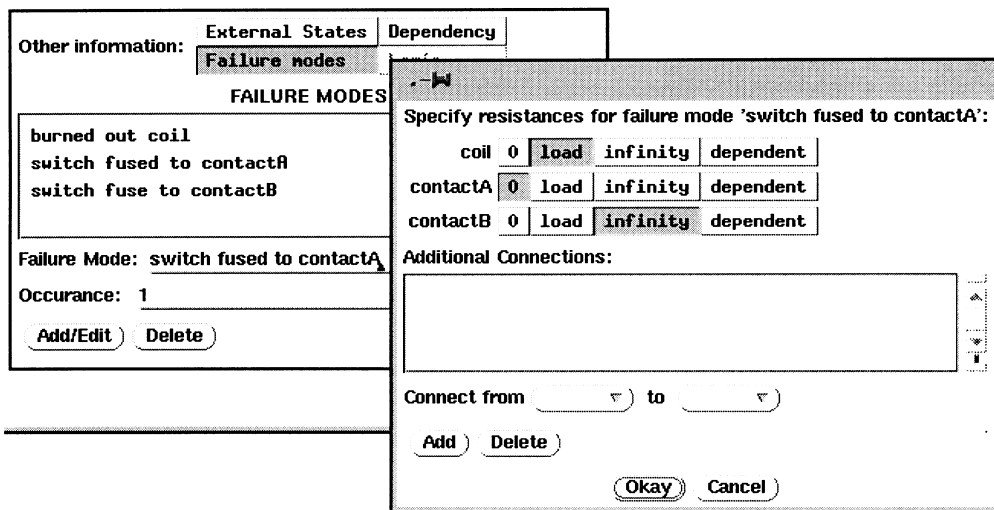 Other information:
External States
Dependency
Failure modes
FAILURE MODES
burned out coil
switch fused to contactA
switch fuse to contactB
Failure Mode: switch fused to contactA
Occurance: 1
Add/Edit
Delete
Specify resistances for failure mode 'switch fused to contactA':
coil 0 load infinity dependent
contactA 0 load infinity dependent
contactB 0 load infinity dependent
Additional Connections:
Connect from to
Add Delete
Okay Cancel